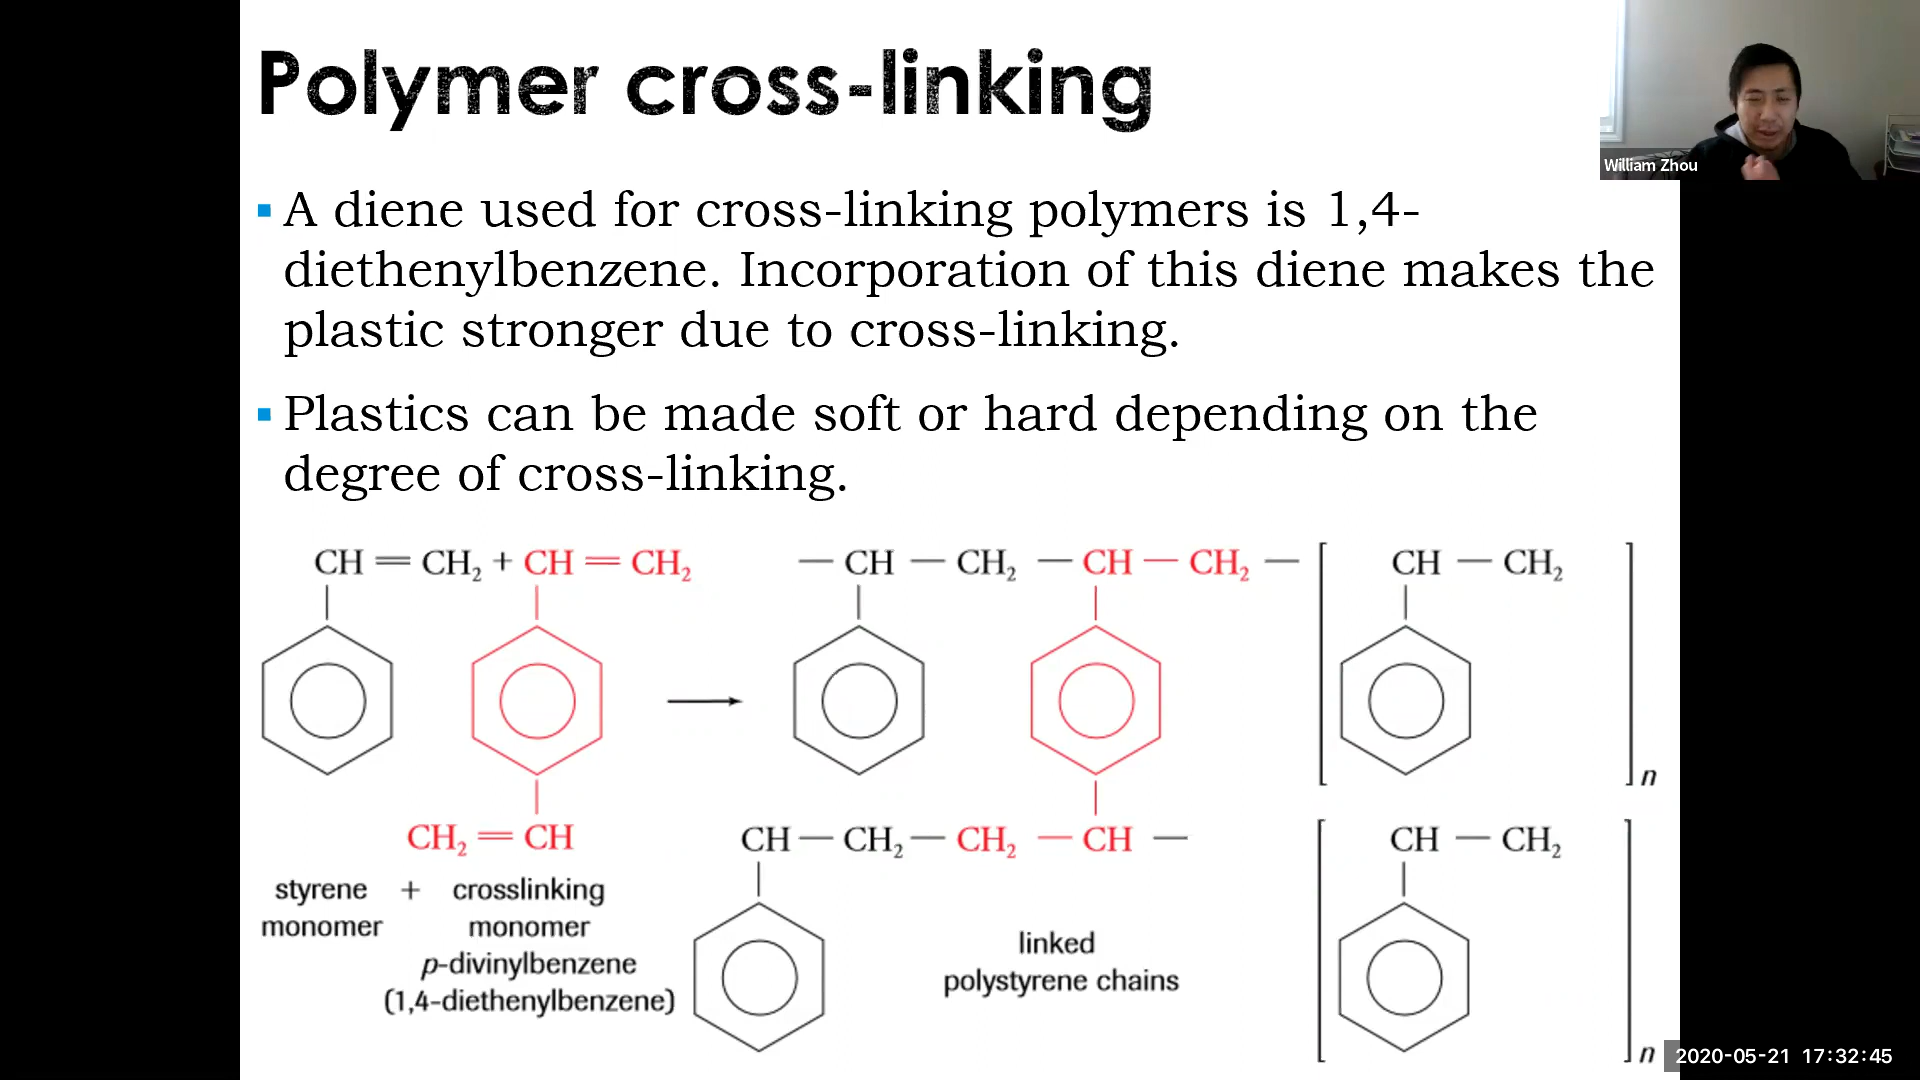 Polymer cross-linking
William Zhou
▪ A diene used for cross-linking polymers is 1,4-
diethenylbenzene. Incorporation of this diene makes the
plastic stronger due to cross-linking.
▪ Plastics can be made soft or hard depending on the
degree of cross-linking.
CH = CH₂ + CH = CH₂
— CH — CH₂ — CH — CH₂ — [ CH — CH₂ ]n
CH₂ = CH
CH — CH₂ — CH₂ — CH — [ CH — CH₂ ]n
styrene + crosslinking
monomer monomer
p-divinylbenzene
(1,4-diethenylbenzene)
linked
polystyrene chains
2020-05-21 17:32:45